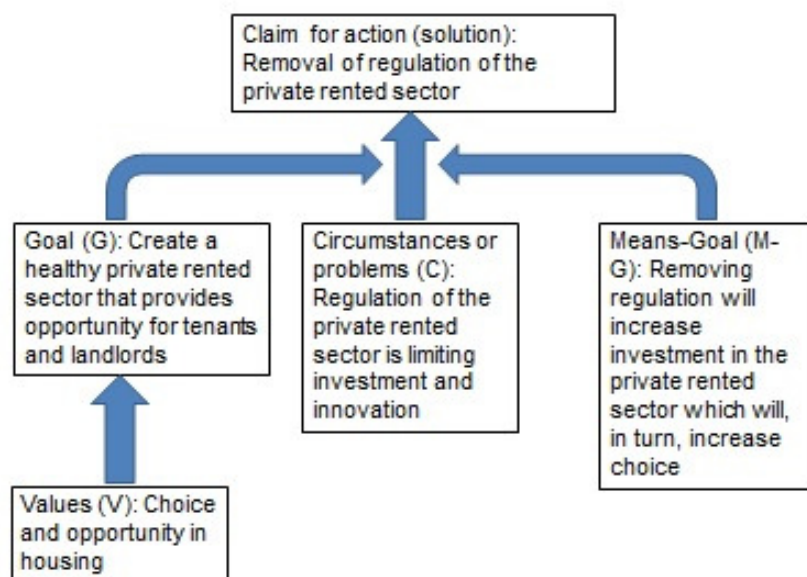 Claim for action (solution):
Removal of regulation of the
private rented sector
Goal (G): Create a
healthy private rented
sector that provides
opportunity for tenants
and landlords
Circumstances or
problems (C):
Regulation of the
private rented
sector is limiting
investment and
innovation
Means-Goal (M-
G): Removing
regulation will
increase
investment in the
private rented
sector which will,
in turn, increase
choice
Values (V): Choice
and opportunity in
housing